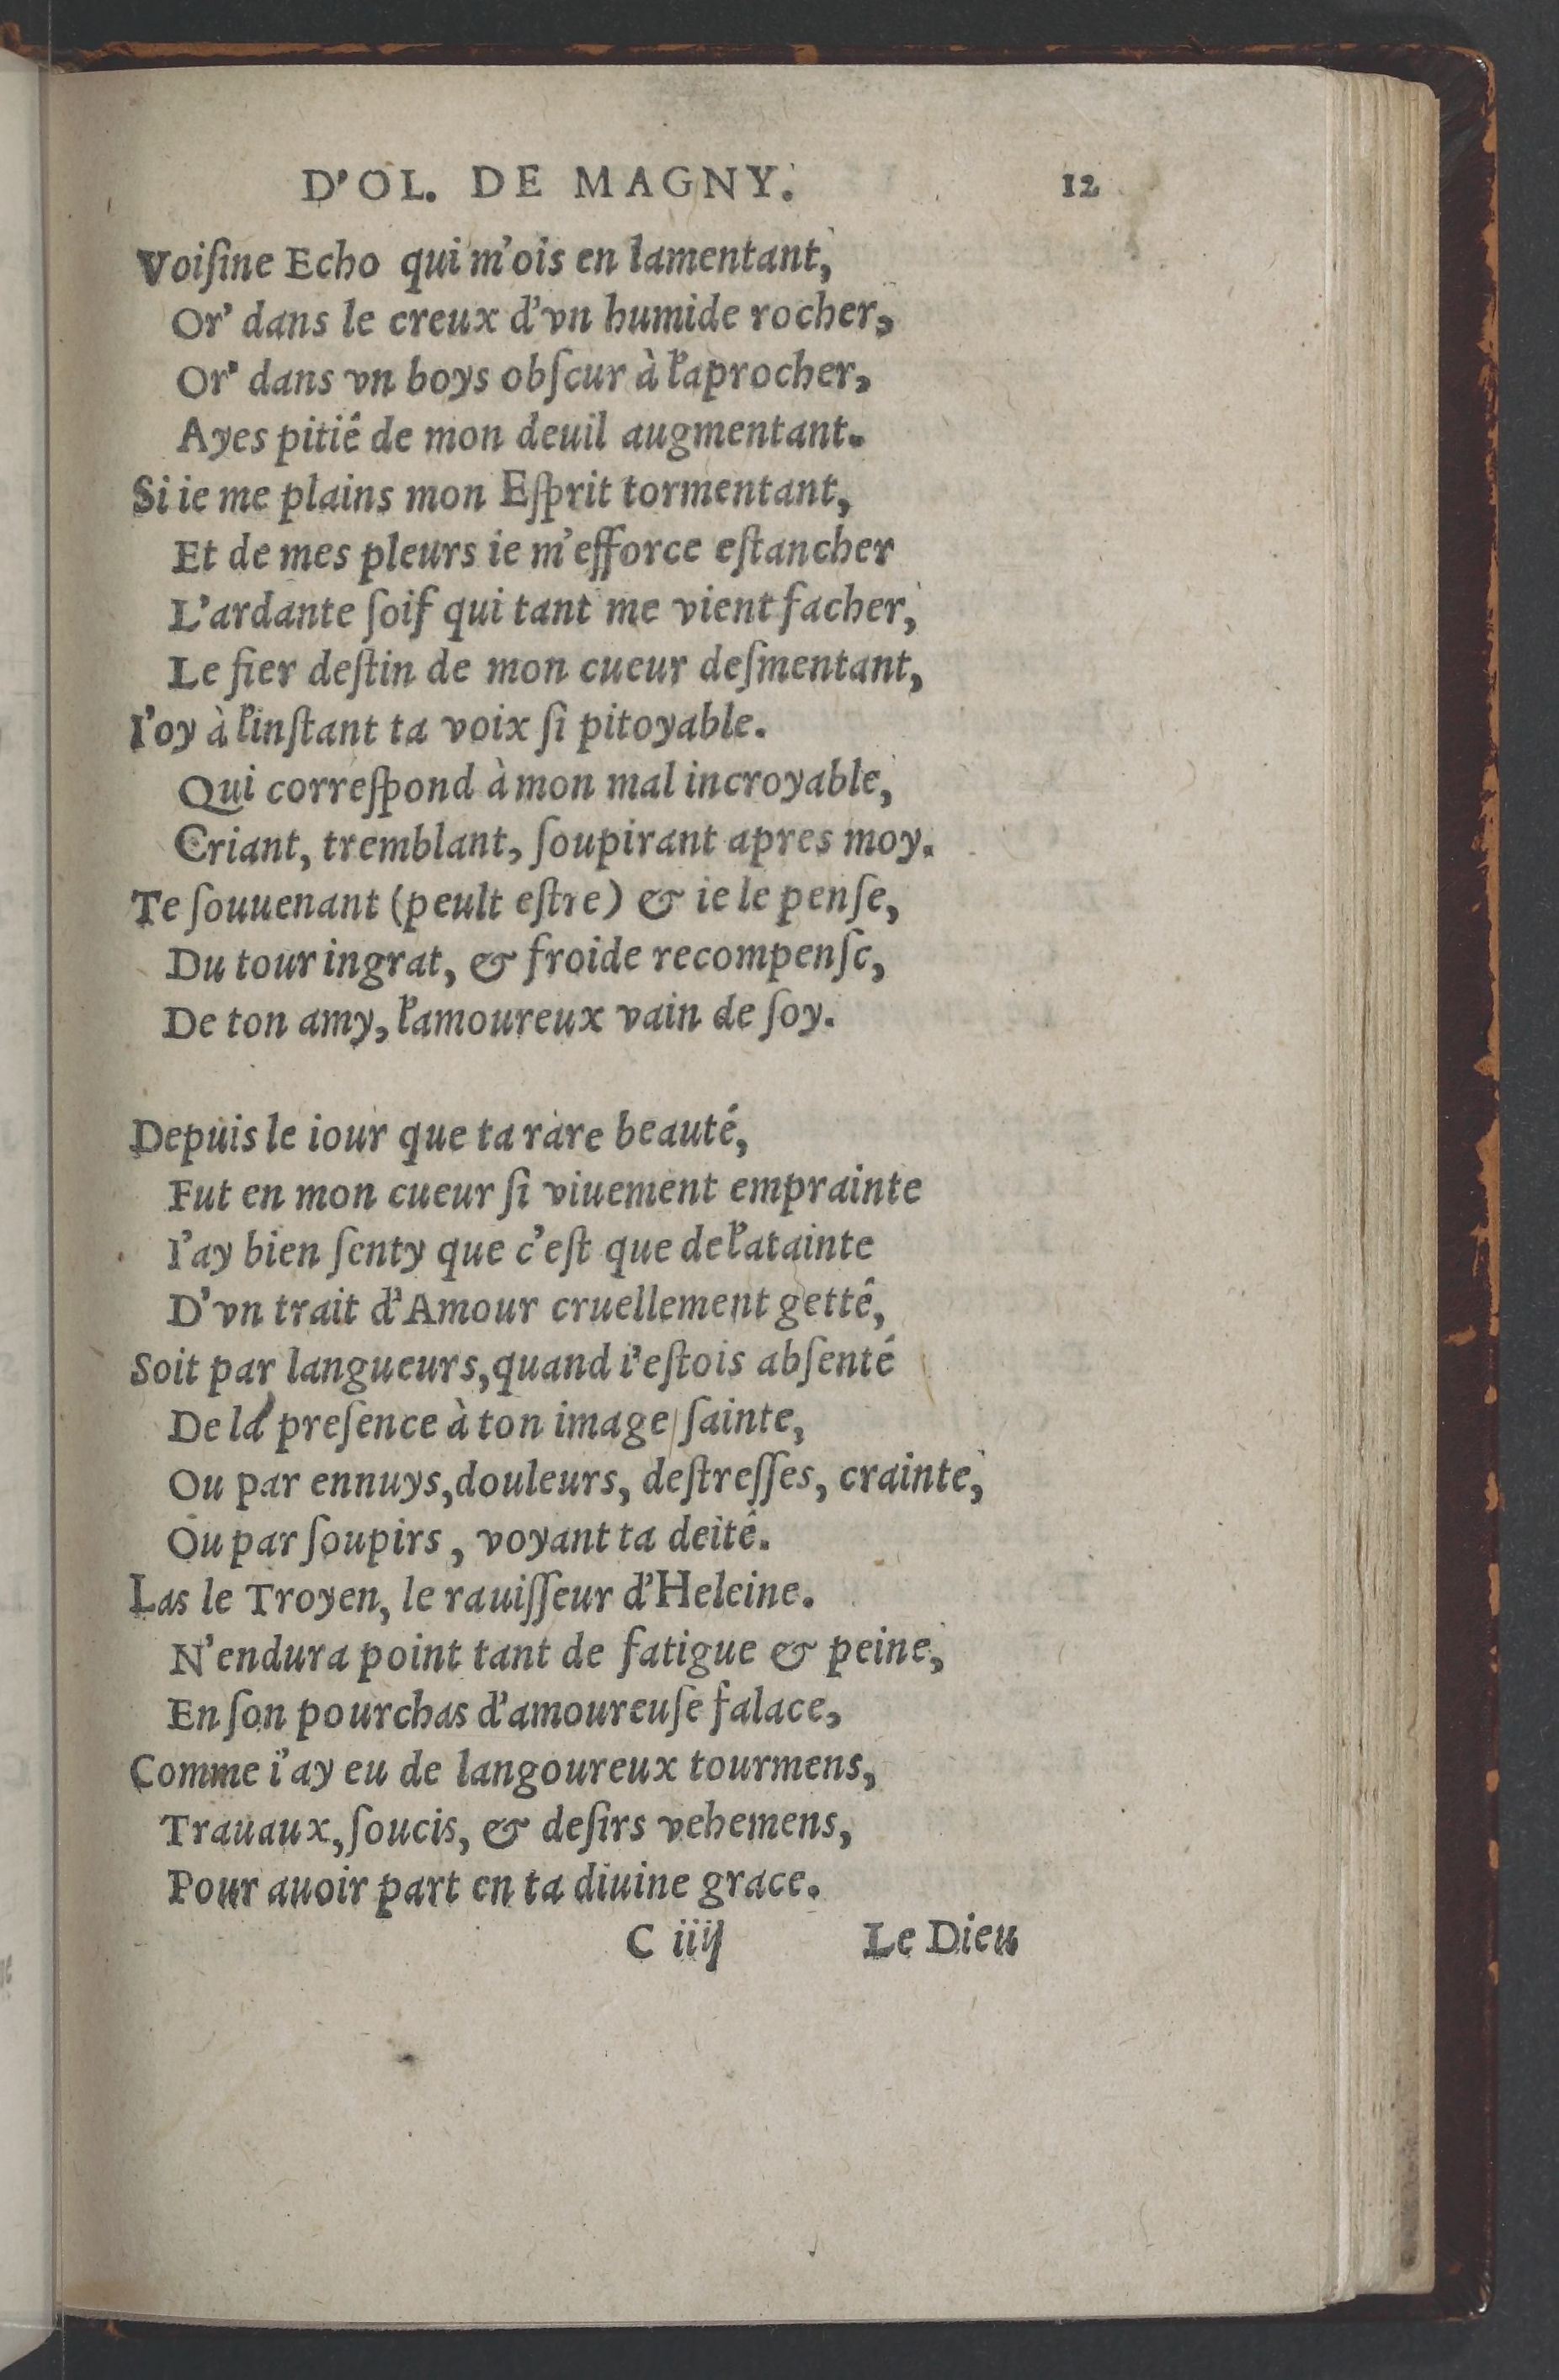 D'OL. DE MAGNY. 12
Voiſine Echo qui m'ois en lamentant,
Or' dans le creux d'vn humide rocher,
Or' dans vn boys obſcur à l'aprocher,
Ayes pitié de mon deuil augmentant.
Si ie me plains mon Eſprit tormentant,
Et de mes pleurs ie m'efforce eſtancher
L'ardante ſoif qui tant me vient facher,
Le fier deſtin de mon cueur deſmentant,
I'oy à l'inſtant ta voix ſi pitoyable.
Qui correſpond à mon mal incroyable,
Criant, tremblant, ſoupirant apres moy.
Te ſouuenant (peult eſtre) & ie le penſe,
Du tour ingrat, & froide recompenſe,
De ton amy, l'amoureux vain de ſoy.
Depuis le iour que ta rare beauté,
Fut en mon cueur ſi viuement emprainte
I'ay bien ſenty que c'eſt que de l'atainte
D'vn trait d'Amour cruellement getté,
Soit par langueurs, quand i'eſtois abſenté
De la preſence à ton image ſainte,
Ou par ennuys, douleurs, deſtreſſes, crainte,
Ou par ſoupirs, voyant ta deité.
Las le Troyen, le rauiſſeur d'Heleine.
N'endura point tant de fatigue & peine,
En ſon pourchas d'amoureuſe falace,
Comme i'ay eu de langoureux tourmens,
Trauaux, ſoucis, & deſirs vehemens,
Pour auoir part en ta diuine grace.
C iiij Le Dieu